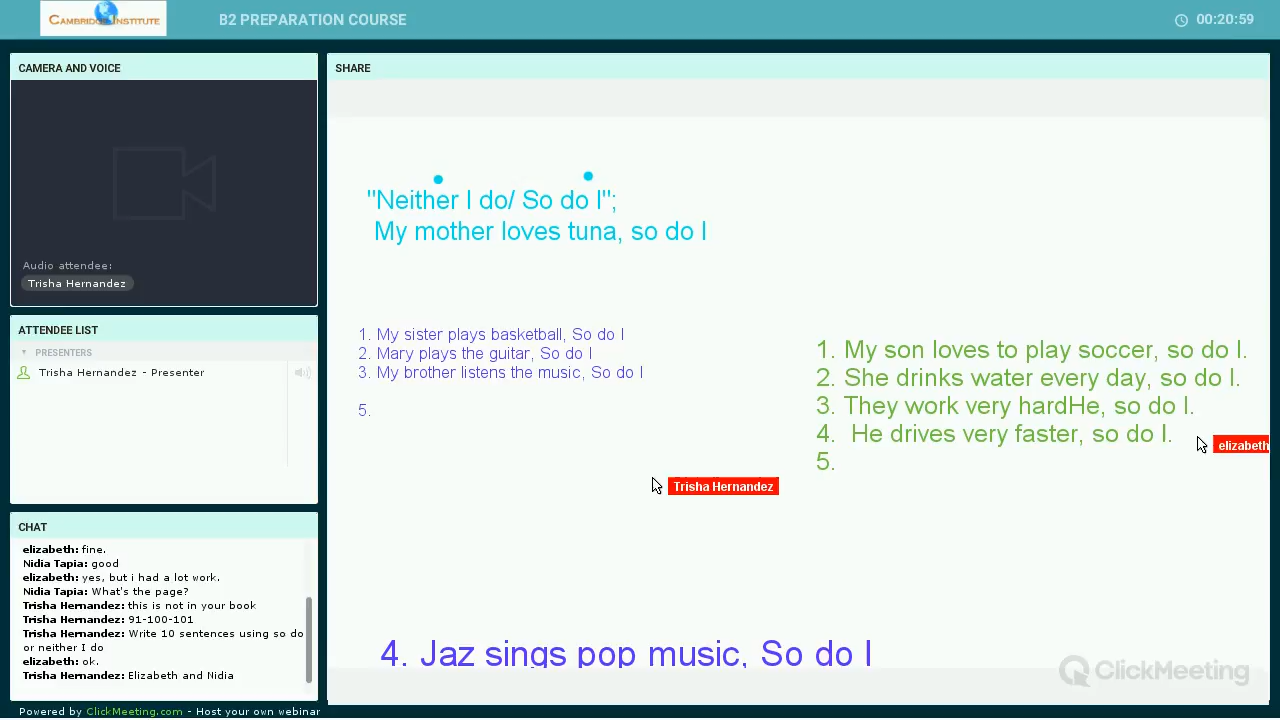 CAMBRIDGE INSTITUTE
B2 PREPARATION COURSE
00:20:59
CAMERA AND VOICE
Audio attendee:
Trisha Hernandez
ATTENDEE LIST
PRESENTERS
Trisha Hernandez - Presenter
CHAT
elizabeth: fine.
Nidia Tapia: good
elizabeth: yes, but i had a lot work.
Nidia Tapia: What's the page?
Trisha Hernandez: this is not in your book
Trisha Hernandez: 91-100-101
Trisha Hernandez: Write 10 sentences using so do
or neither I do
elizabeth: ok.
Trisha Hernandez: Elizabeth and Nidia
SHARE
"Neither I do/ So do I";
My mother loves tuna, so do I
1. My sister plays basketball, So do I
2. Mary plays the guitar, So do I
3. My brother listens the music, So do I
5.
1. My son loves to play soccer, so do I.
2. She drinks water every day, so do I.
3. They work very hardHe, so do I.
4. He drives very faster, so do I.
5.
elizabeth
Trisha Hernandez
4. Jaz sings pop music, So do I
ClickMeeting
Powered by ClickMeeting.com - Host your own webinar